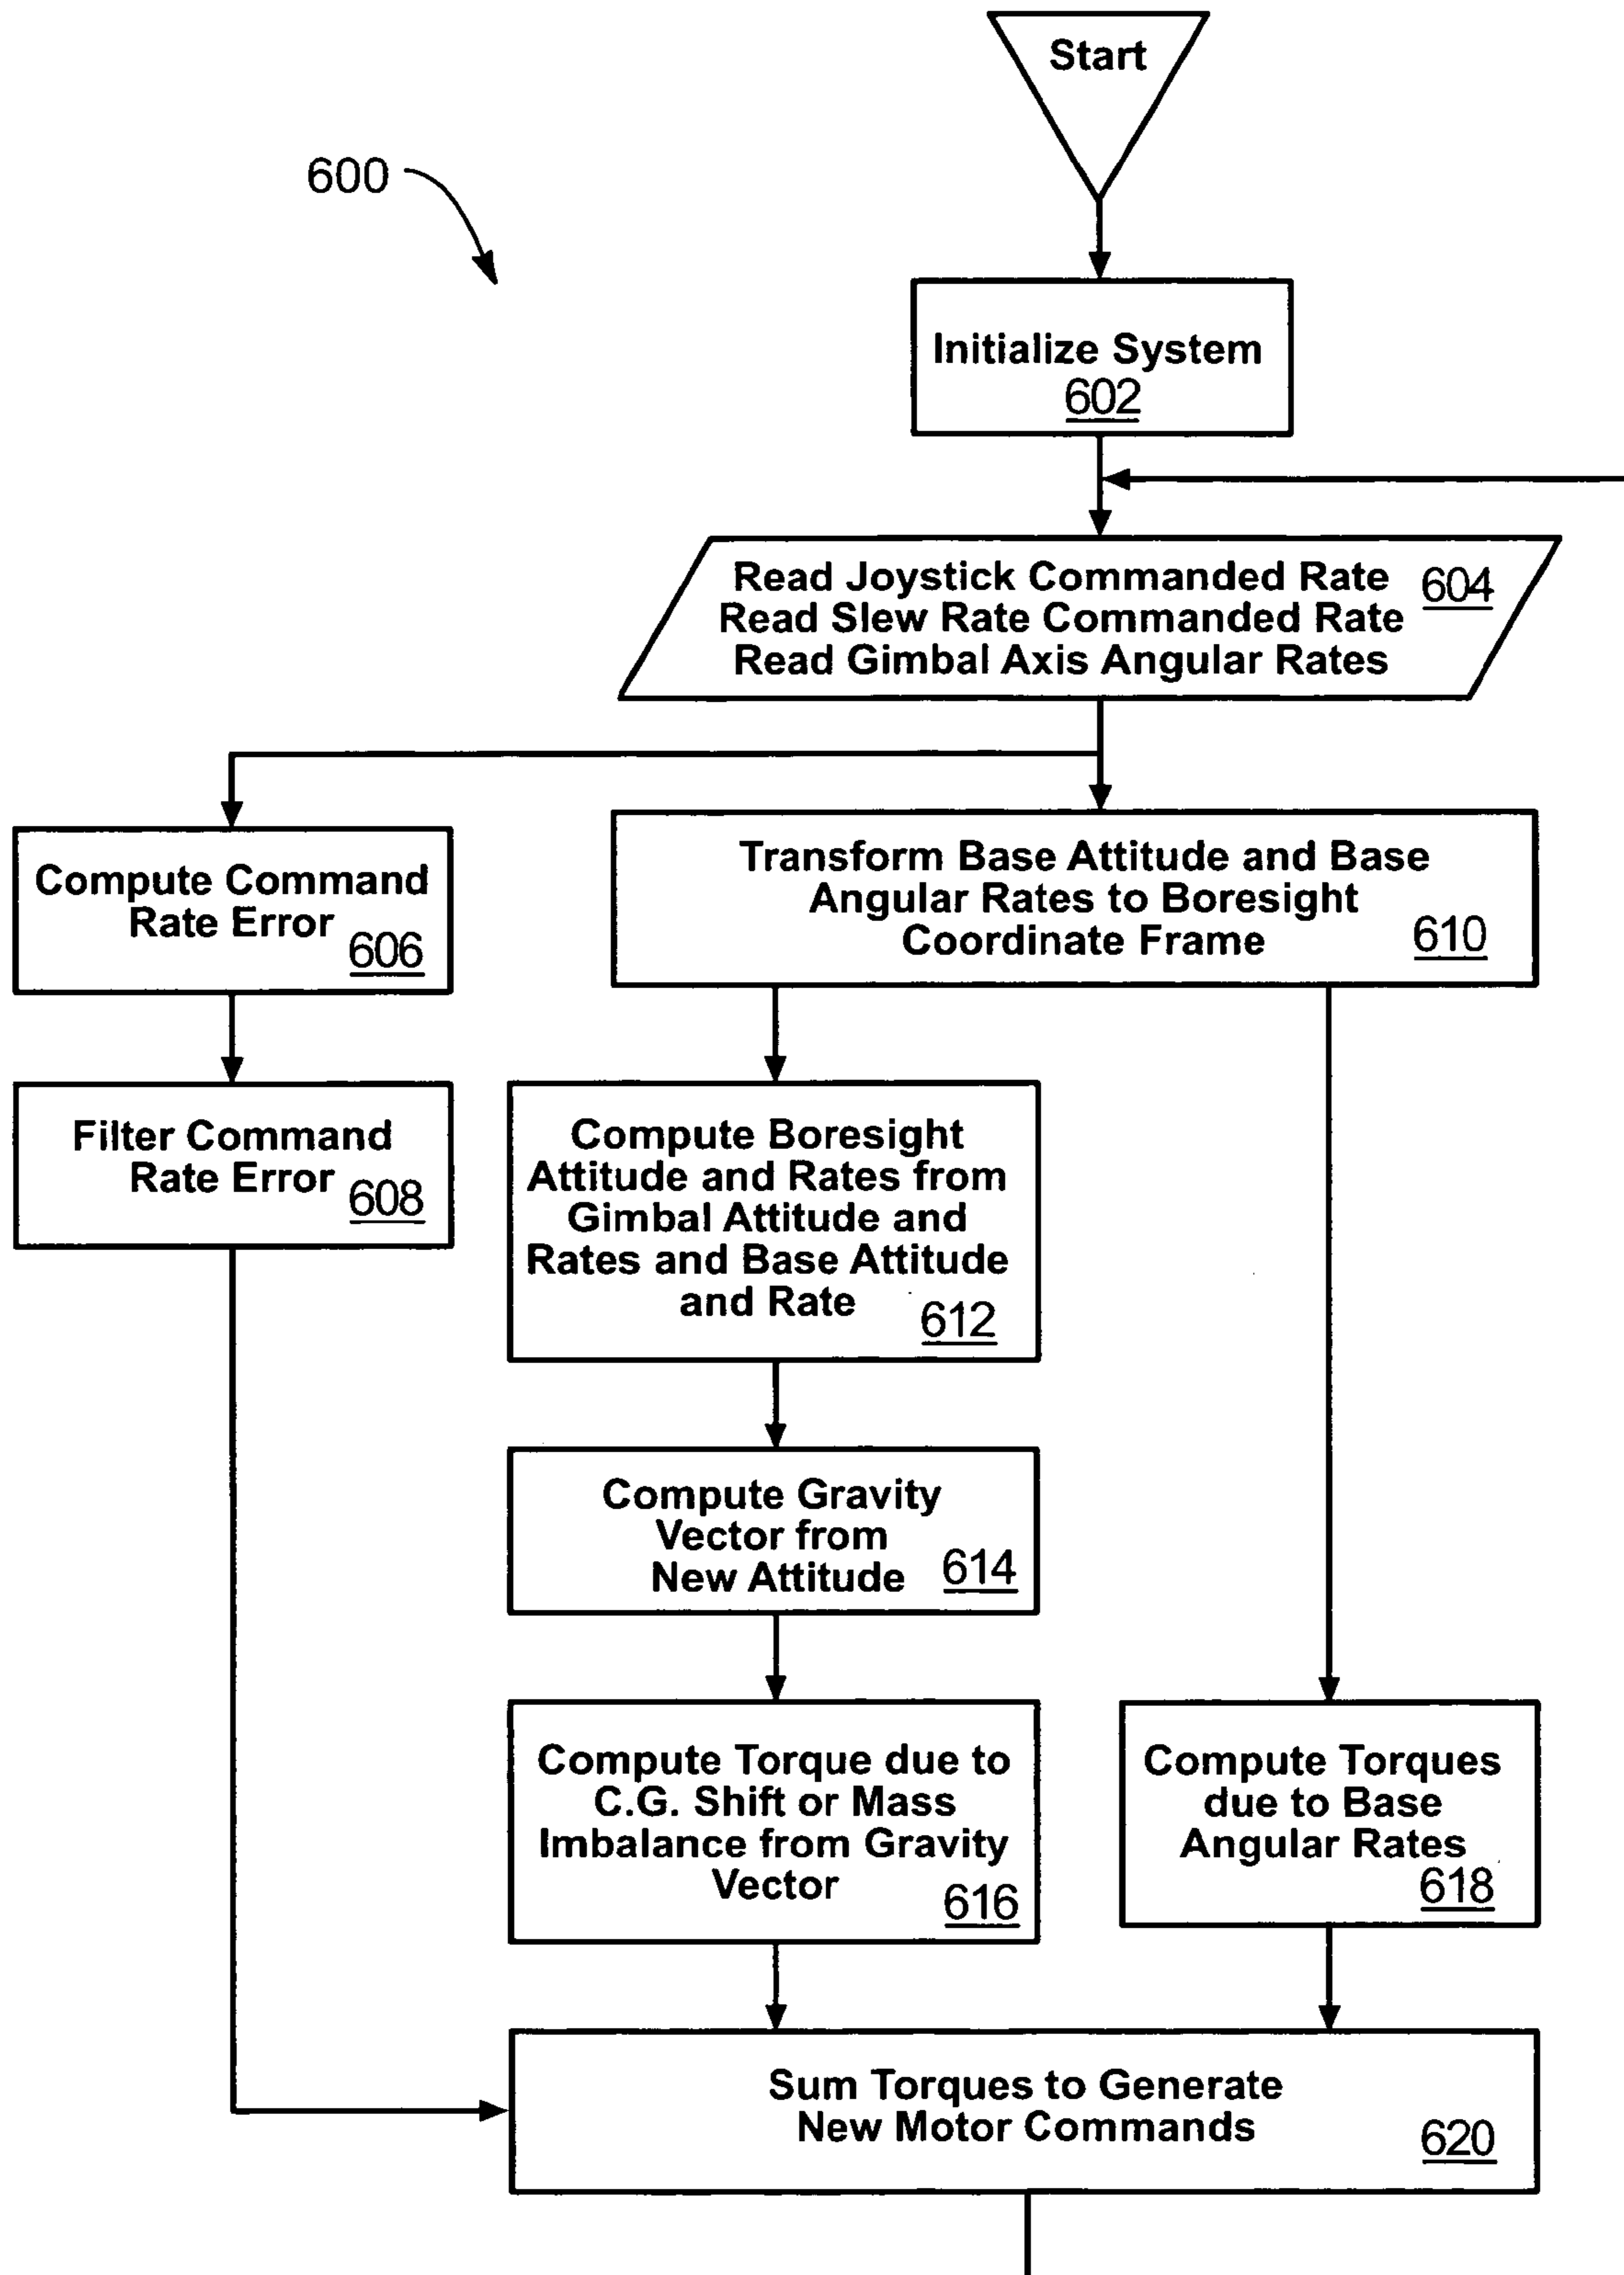 Start
600
Initialize System
602
Read Joystick Commanded Rate 604
Read Slew Rate Commanded Rate
Read Gimbal Axis Angular Rates
Compute Command
Rate Error
606
Transform Base Attitude and Base
Angular Rates to Boresight
Coordinate Frame
610
Filter Command
Rate Error
608
Compute Boresight
Attitude and Rates from
Gimbal Attitude and
Rates and Base Attitude
and Rate
612
Compute Gravity
Vector from
New Attitude
614
Compute Torque due to
C.G. Shift or Mass
Imbalance from Gravity
Vector
616
Compute Torques
due to Base
Angular Rates
618
Sum Torques to Generate
New Motor Commands
620